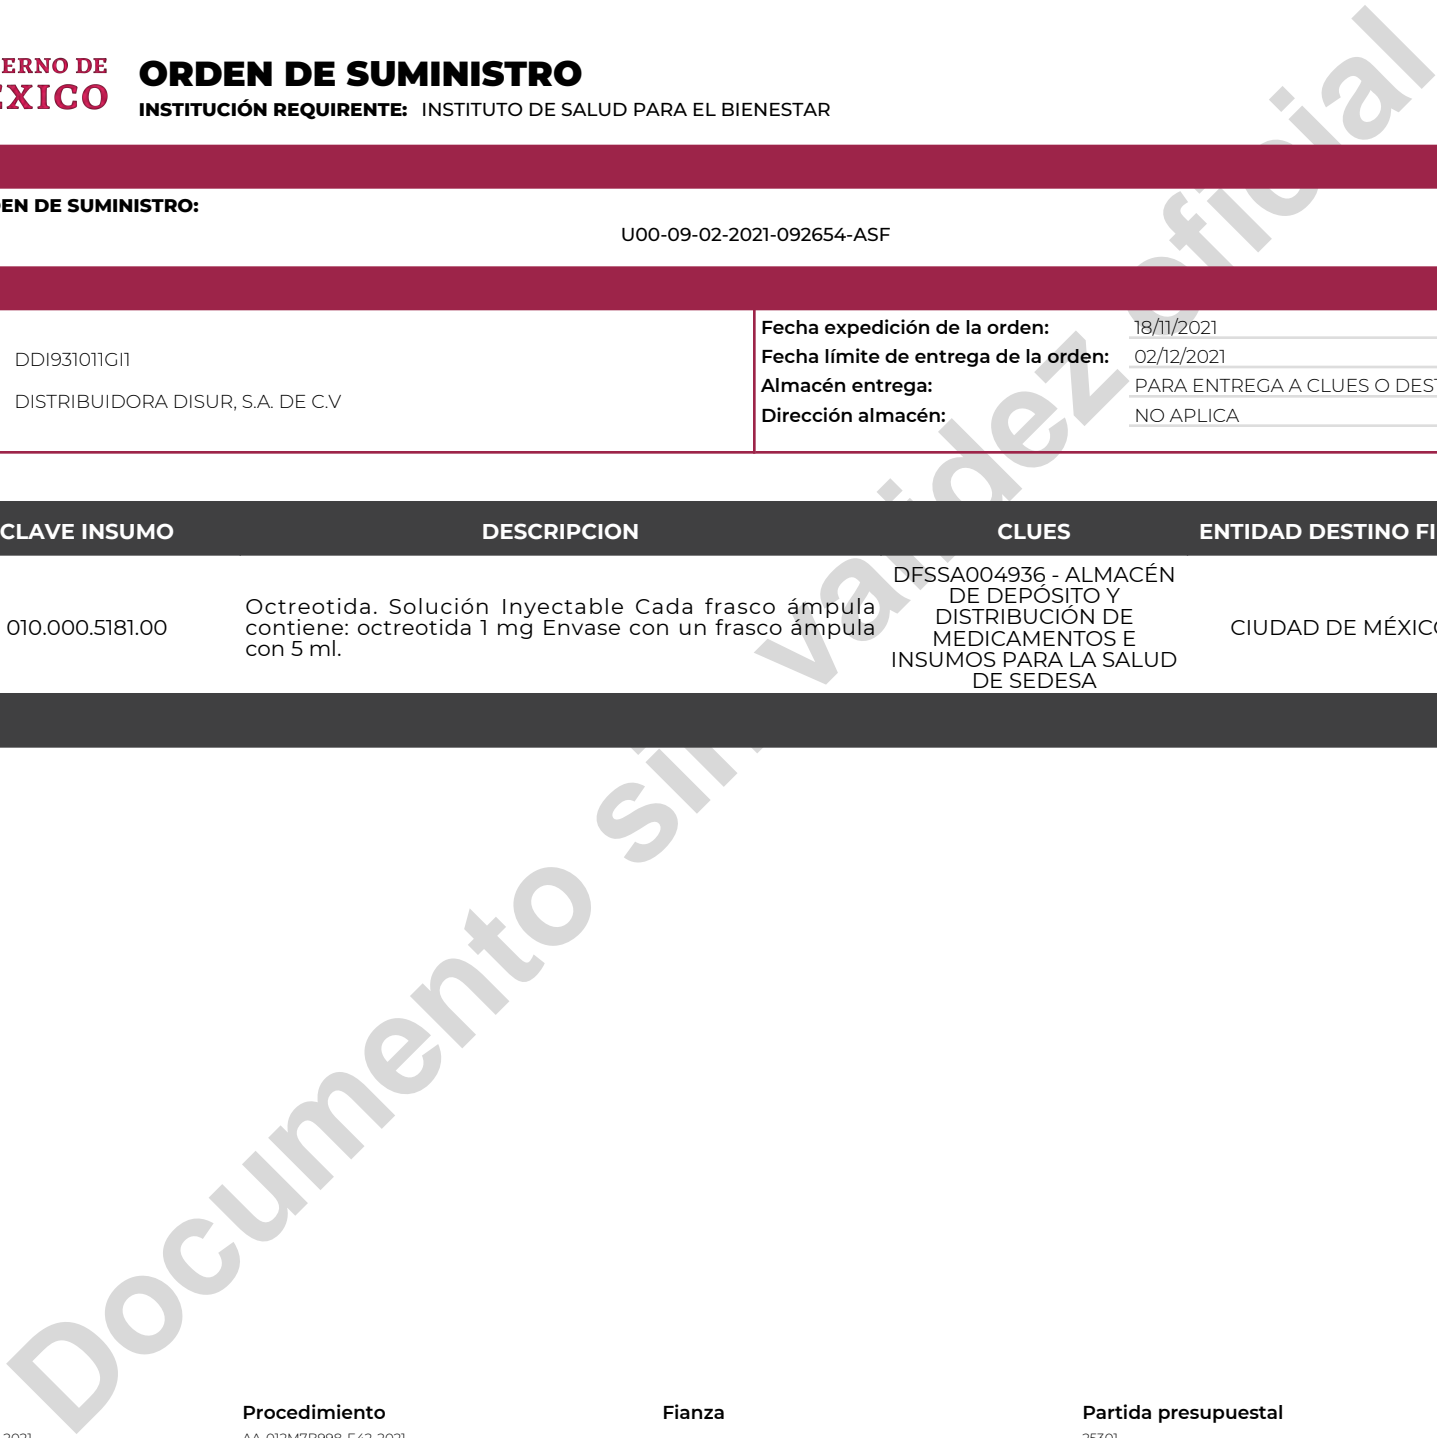 ERNO DE
ÉXICO
ORDEN DE SUMINISTRO
INSTITUCIÓN REQUIRENTE: INSTITUTO DE SALUD PARA EL BIENESTAR
EN DE SUMINISTRO:
U00-09-02-2021-092654-ASF
DDI931011GI1
DISTRIBUIDORA DISUR, S.A. DE C.V
Fecha expedición de la orden: 18/11/2021
Fecha límite de entrega de la orden: 02/12/2021
Almacén entrega: PARA ENTREGA A CLUES O DEST
Dirección almacén: NO APLICA
CLAVE INSUMO DESCRIPCION CLUES ENTIDAD DESTINO FI
010.000.5181.00
Octreotida. Solución Inyectable Cada frasco ámpula
contiene: octreotida 1 mg Envase con un frasco ámpula
con 5 ml.
DFSSA004936 - ALMACÉN
DE DEPÓSITO Y
DISTRIBUCIÓN DE
MEDICAMENTOS E
INSUMOS PARA LA SALUD
DE SEDESA
CIUDAD DE MÉXICO
Documento sin validez oficial
Procedimiento Fianza Partida presupuestal